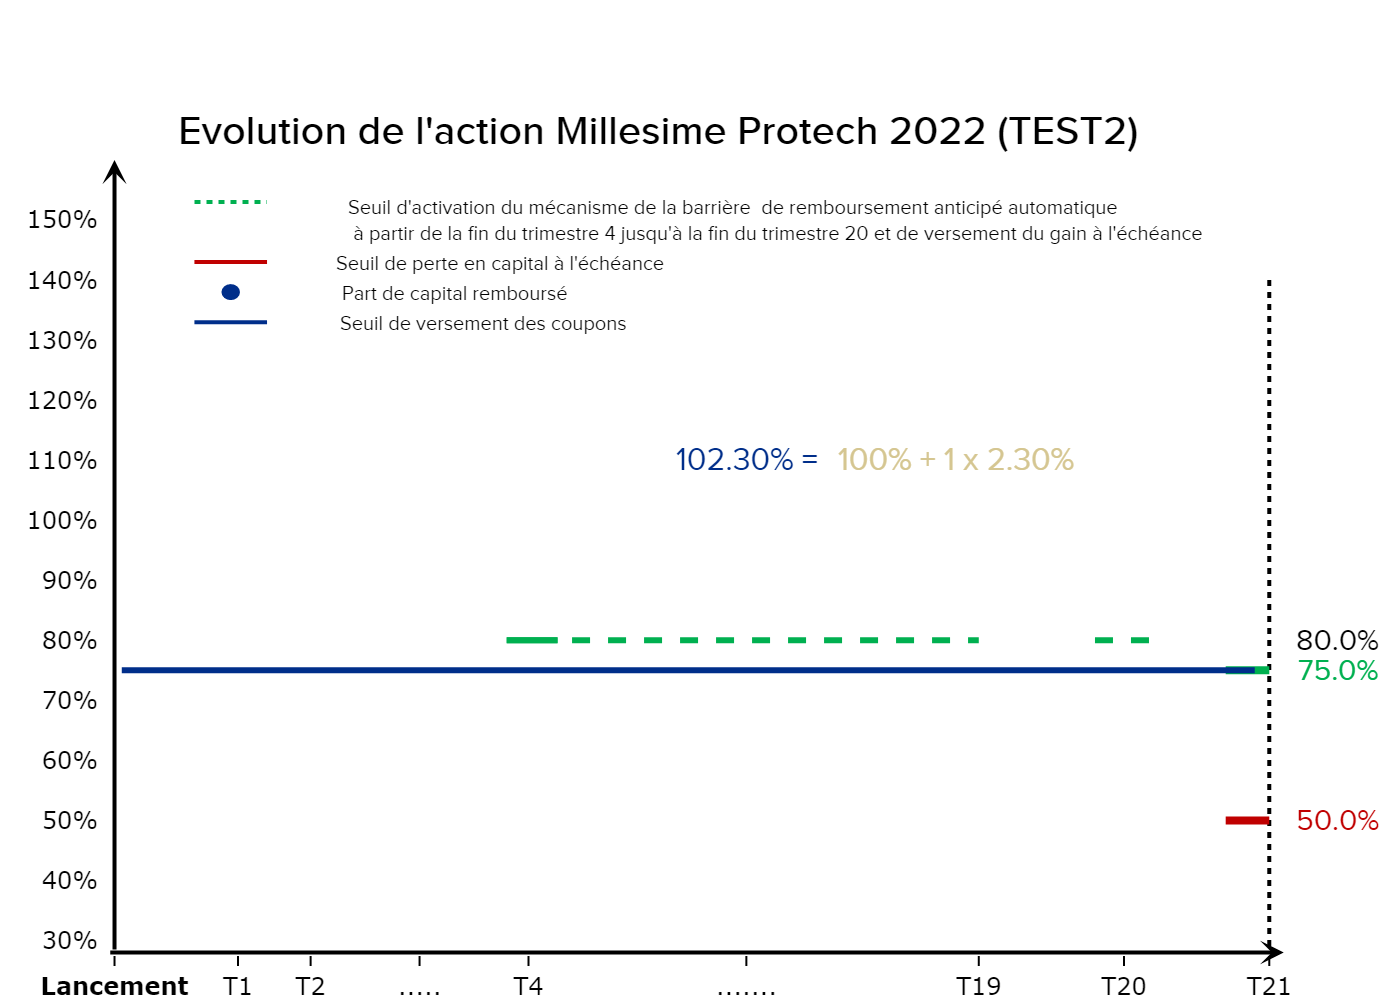 Evolution de l'action Millesime Protech 2022 (TEST2)
Seuil d'activation du mécanisme de la barrière  de remboursement anticipé automatique
à partir de la fin du trimestre 4 jusqu'à la fin du trimestre 20 et de versement du gain à l'échéance
Seuil de perte en capital à l'échéance
Part de capital remboursé
Seuil de versement des coupons
150%
140%
130%
120%
110%
100%
90%
80%
70%
60%
50%
40%
30%
102.30% = 100% + 1 x 2.30%
80.0%
75.0%
50.0%
Lancement T1 T2 ..... T4 ....... T19 T20 T21